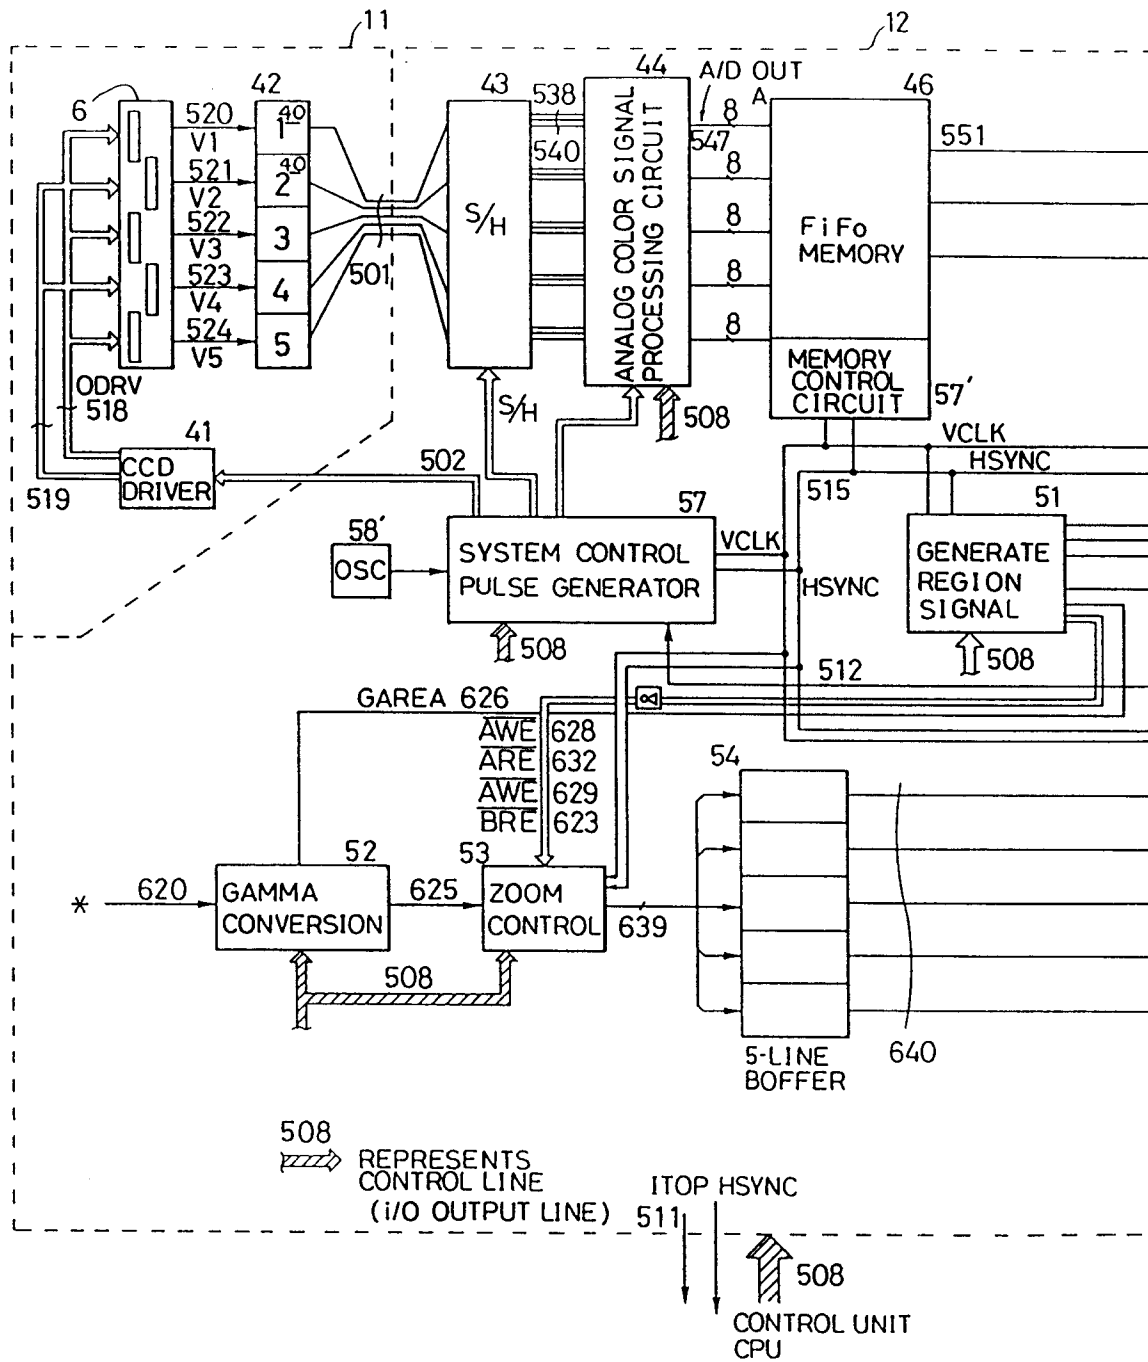 11
12
6
42
43
44
A/D OUT
A
46
520
V1
1
40
538
547
8
551
521
V2
2
40
540
8
522
V3
3
S/H
8
FiFo
MEMORY
523
V4
4
501
8
524
V5
5
8
ANALOG COLOR SIGNAL
PROCESSING CIRCUIT
ODRV
518
MEMORY
CONTROL
CIRCUIT
57'
S/H
508
VCLK
HSYNC
41
CCD
DRIVER
519
502
515
57
51
58'
OSC
SYSTEM CONTROL
PULSE GENERATOR
VCLK
HSYNC
GENERATE
REGION
SIGNAL
508
508
512
GAREA 626
8
AWE 628
ARE 632
AWE 629
BRE 623
54
52
53
*
620
GAMMA
CONVERSION
625
ZOOM
CONTROL
639
508
640
5-LINE
BOFFER
508
REPRESENTS
CONTROL LINE
(i/O OUTPUT LINE)
ITOP HSYNC
511
508
CONTROL UNIT
CPU